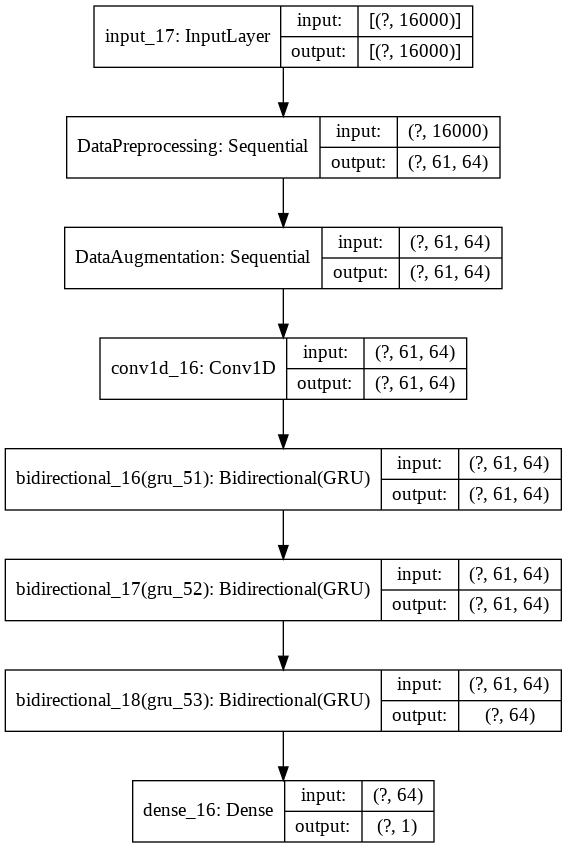 input_17: InputLayer
input: [(?, 16000)]
output: [(?, 16000)]
DataPreprocessing: Sequential
input: (?, 16000)
output: (?, 61, 64)
DataAugmentation: Sequential
input: (?, 61, 64)
output: (?, 61, 64)
conv1d_16: Conv1D
input: (?, 61, 64)
output: (?, 61, 64)
bidirectional_16(gru_51): Bidirectional(GRU)
input: (?, 61, 64)
output: (?, 61, 64)
bidirectional_17(gru_52): Bidirectional(GRU)
input: (?, 61, 64)
output: (?, 61, 64)
bidirectional_18(gru_53): Bidirectional(GRU)
input: (?, 61, 64)
output: (?, 64)
dense_16: Dense
input: (?, 64)
output: (?, 1)